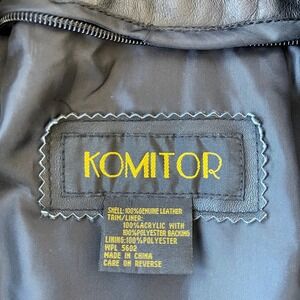 KOMITOR
SHELL: 100% GENUINE LEATHER
TRIM/LINER:
100% ACRYLIC WITH
100% POLYESTER BACKING
LINING: 100% POLYESTER
WPL 5602
MADE IN CHINA
CARE ON REVERSE